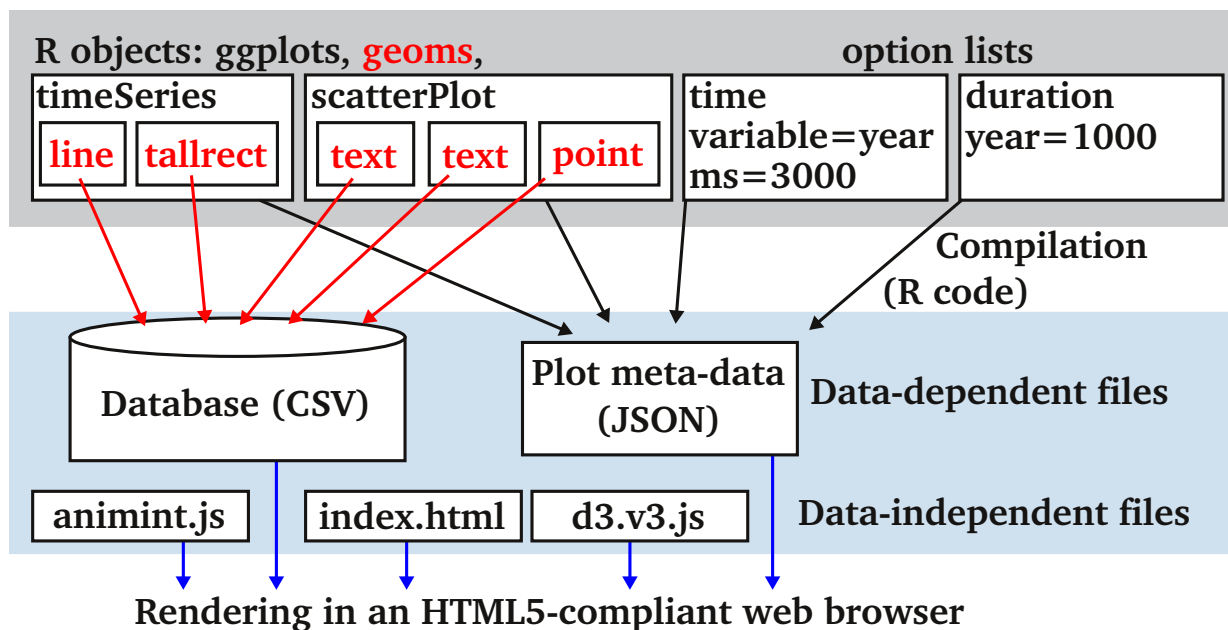 R objects: ggplots, geoms, option lists
timeSeries
line tallrect
scatterPlot
text text point
time
variable=year
ms=3000
duration
year=1000
Compilation
(R code)
Database (CSV)
Plot meta-data
(JSON)
Data-dependent files
animint.js index.html d3.v3.js Data-independent files
Rendering in an HTML5-compliant web browser